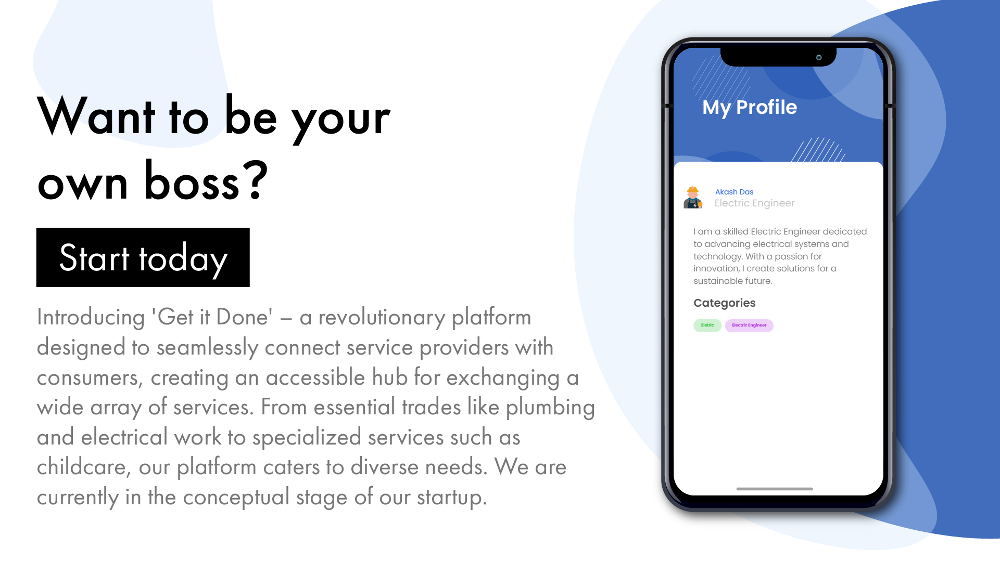 Want to be your
own boss?
Start today
Introducing 'Get it Done' – a revolutionary platform
designed to seamlessly connect service providers with
consumers, creating an accessible hub for exchanging a
wide array of services. From essential trades like plumbing
and electrical work to specialized services such as
childcare, our platform caters to diverse needs. We are
currently in the conceptual stage of our startup.
My Profile
Akash Das
Electric Engineer
I am a skilled Electric Engineer dedicated
to advancing electrical systems and
technology. With a passion for
innovation, I create solutions for a
sustainable future.
Categories
Eletric
Electric Engineer